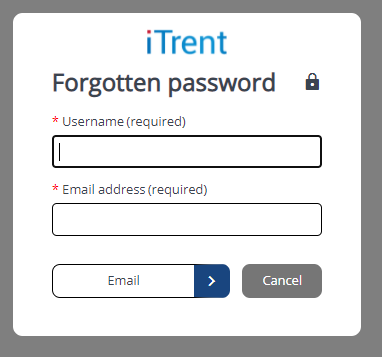 iTrent
Forgotten password
* Username (required)
* Email address (required)
Email
Cancel